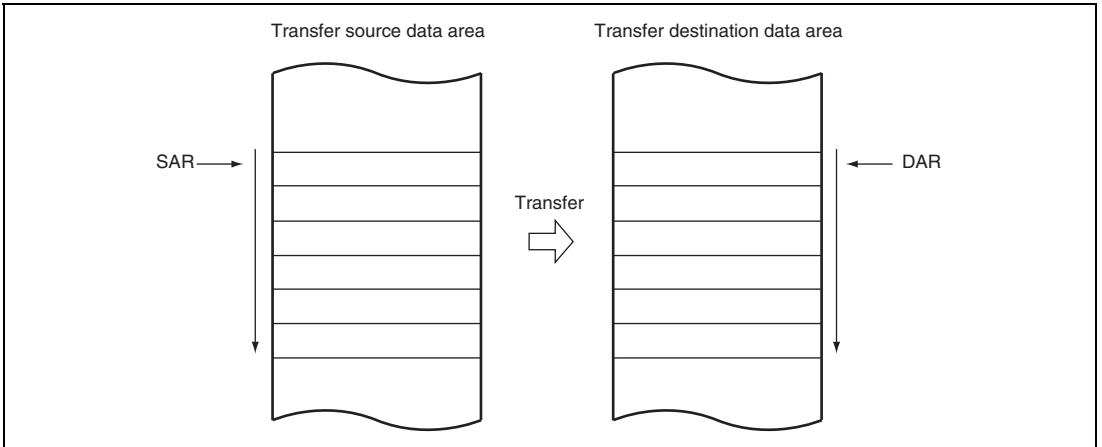 Transfer source data area
Transfer destination data area
SAR
DAR
Transfer